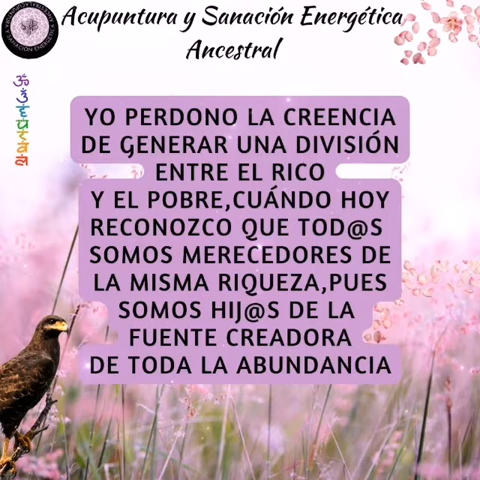 Acupuntura y Sanación Energética
Ancestral
YO PERDONO LA CREENCIA
DE GENERAR UNA DIVISIÓN
ENTRE EL RICO
Y EL POBRE,CUÁNDO HOY
RECONOZCO QUE TOD@S
SOMOS MERECEDORES DE
LA MISMA RIQUEZA,PUES
SOMOS HIJ@S DE LA
FUENTE CREADORA
DE TODA LA ABUNDANCIA